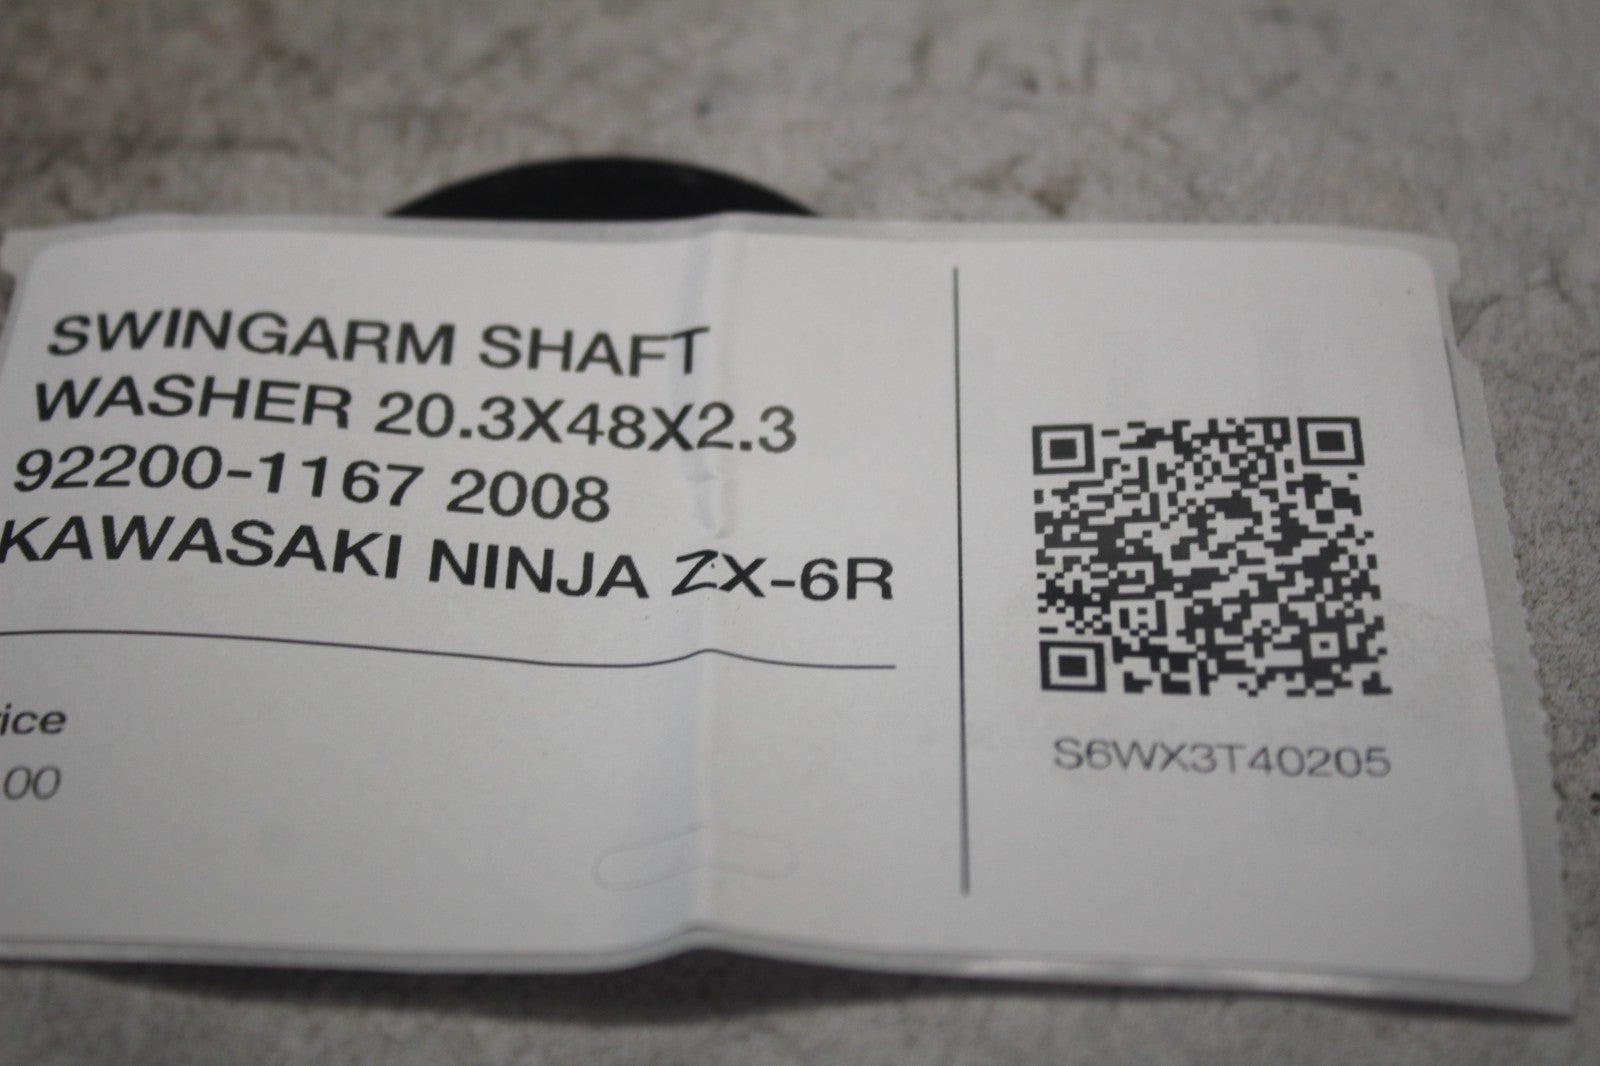 SWINGARM SHAFT
WASHER 20.3X48X2.3
92200-1167 2008
KAWASAKI NINJA ZX-6R
ice
.00
S6WX3T40205